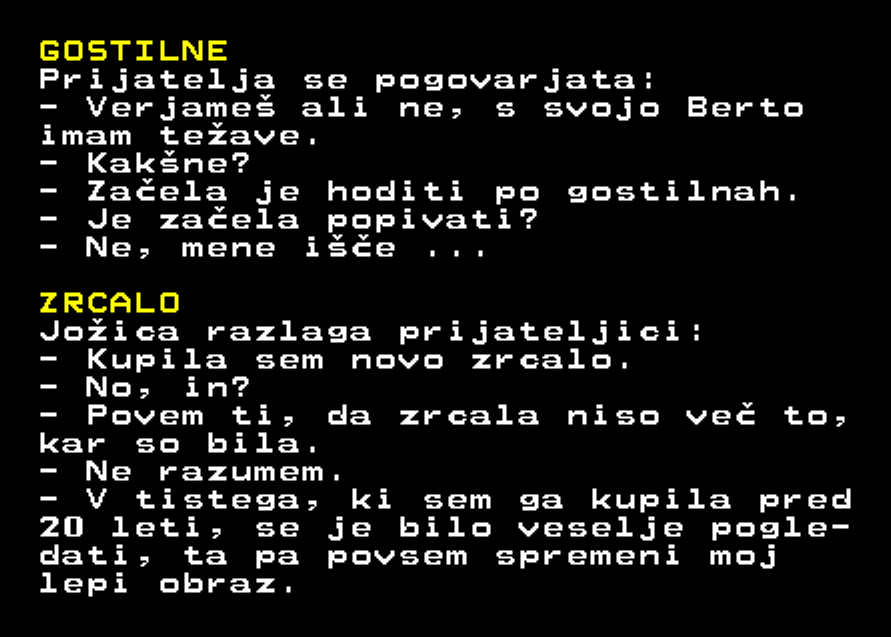 GOSTILNE
Prijatelja se pogovarjata:
- Verjameš ali ne, s svojo Berto
imam težave.
- Kakšne?
- Začela je hoditi po gostilnah.
- Je začela popivati?
- Ne, mene išče ...
ZRCALO
Jožica razlaga prijateljici:
- Kupila sem novo zrcalo.
- No, in?
- Povem ti, da zrcala niso več to,
kar so bila.
- Ne razumem.
- V tistega, ki sem ga kupila pred
20 leti, se je bilo veselje pogle-
dati, ta pa povsem spremeni moj
lepi obraz.